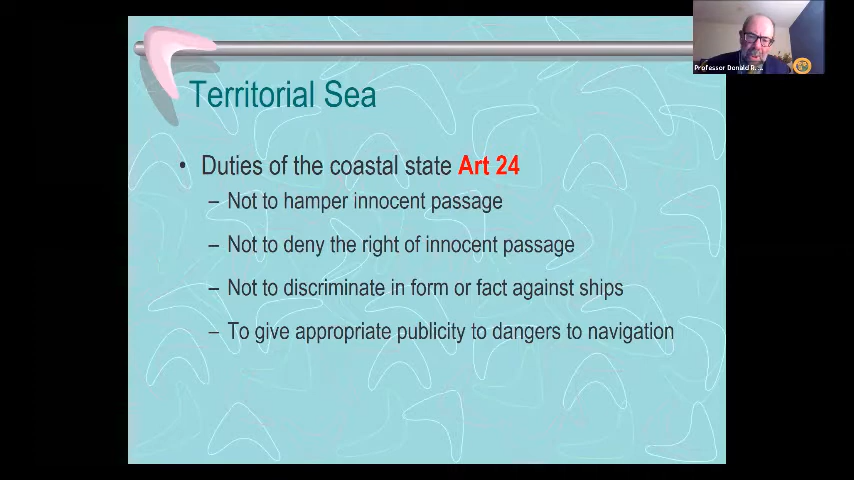 Professor Donald R. ...
Territorial Sea
• Duties of the coastal state Art 24
– Not to hamper innocent passage
– Not to deny the right of innocent passage
– Not to discriminate in form or fact against ships
– To give appropriate publicity to dangers to navigation